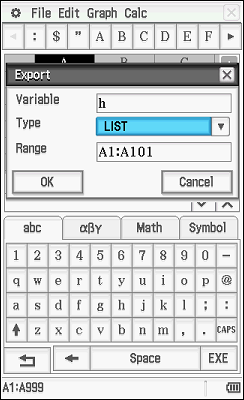 File Edit Graph Calc
: $ " A B C D E F
A B C
Export
Variable h
Type LIST
Range A1:A101
OK Cancel
abc αβγ Math Symbol
1 2 3 4 5 6 7 8 9 0 −
q w e r t y u i o p @
a s d f g h j k l ; :
z x c v b n m , . CAPS
Space EXE
A1:A999